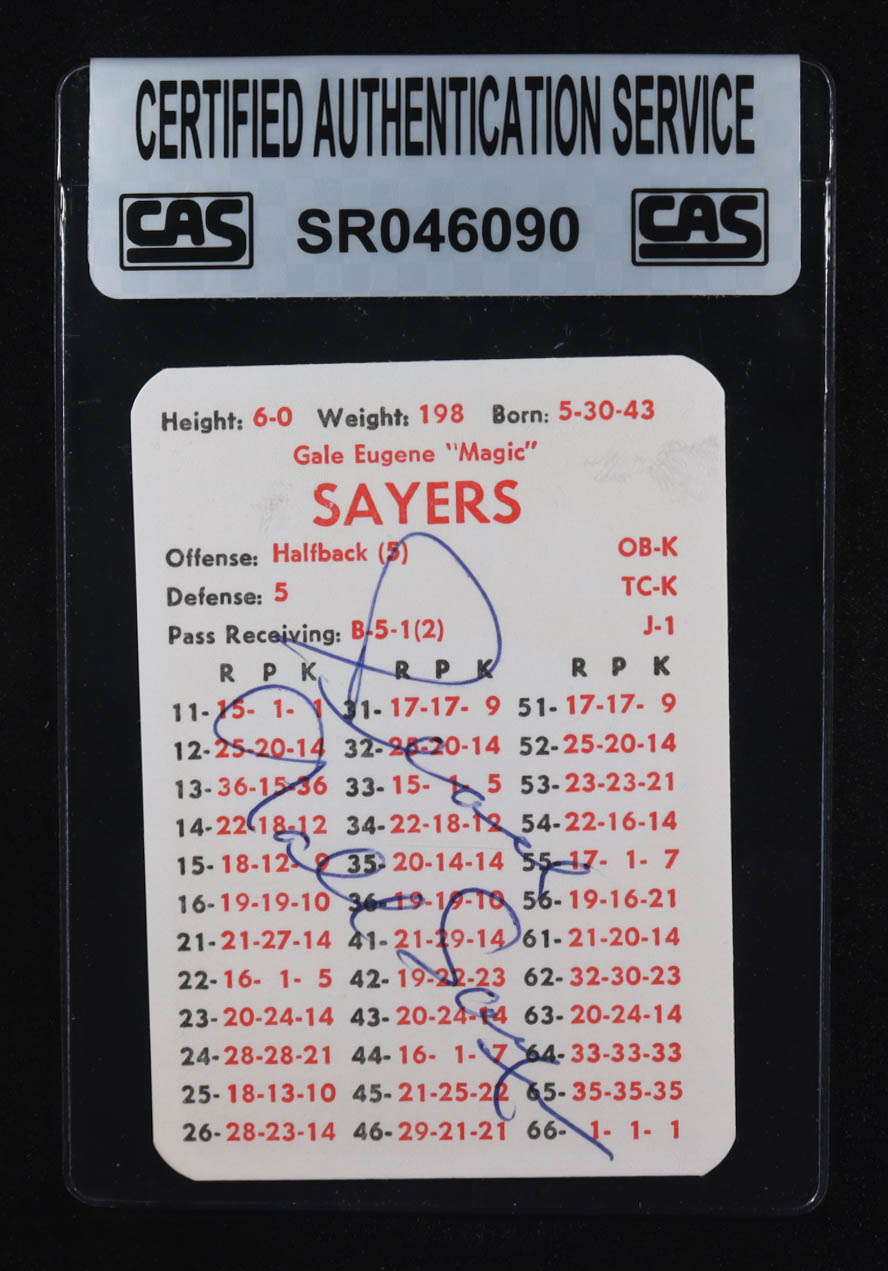 CERTIFIED AUTHENTICATION SERVICE
CAS SR046090 CAS
Height: 6-0 Weight: 198 Born: 5-30-43
Gale Eugene "Magic"
SAYERS
Offense: Halfback (5) OB-K
Defense: 5 TC-K
Pass Receiving: B-5-1(2) J-1
R P K R P K R P K
11- 15- 1- 1 31- 17-17- 9 51- 17-17- 9
12- 25-20-14 32- 25-20-14 52- 25-20-14
13- 36-15-36 33- 15- 1- 5 53- 23-23-21
14- 22-18-12 34- 22-18-12 54- 22-16-14
15- 18-12- 9 35- 20-14-14 55- 17- 1- 7
16- 19-19-10 36- 19-19-10 56- 19-16-21
21- 21-27-14 41- 21-29-14 61- 21-20-14
22- 16- 1- 5 42- 19-22-23 62- 32-30-23
23- 20-24-14 43- 20-24-14 63- 20-24-14
24- 28-28-21 44- 16- 1- 7 64- 33-33-33
25- 18-13-10 45- 21-25-22 65- 35-35-35
26- 28-23-14 46- 29-21-21 66- 1- 1- 1